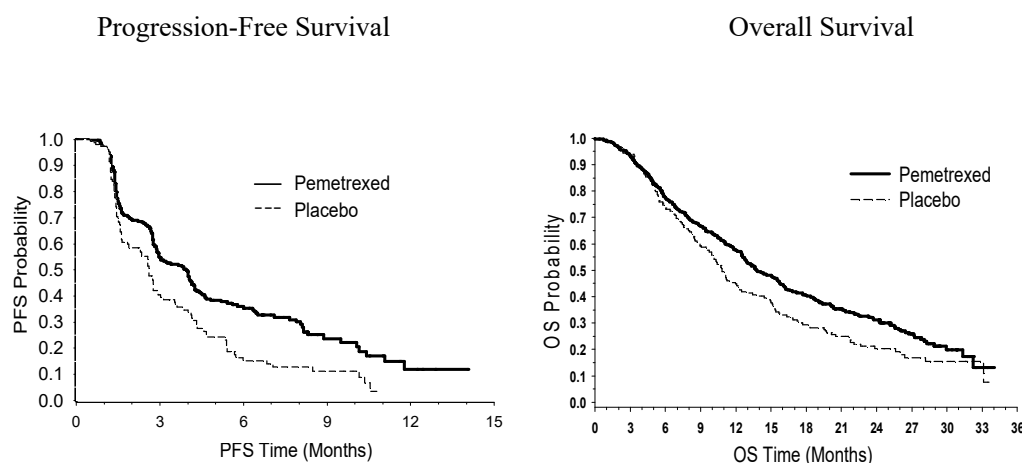 Progression-Free Survival
Overall Survival
PFS Probability
1.0
0.9
0.8
0.7
0.6
0.5
0.4
0.3
0.2
0.1
0.0
Pemetrexed
Placebo
0 3 6 9 12 15
PFS Time (Months)
OS Probability
1.0
0.9
0.8
0.7
0.6
0.5
0.4
0.3
0.2
0.1
0.0
Pemetrexed
Placebo
0 3 6 9 12 15 18 21 24 27 30 33 36
OS Time (Months)